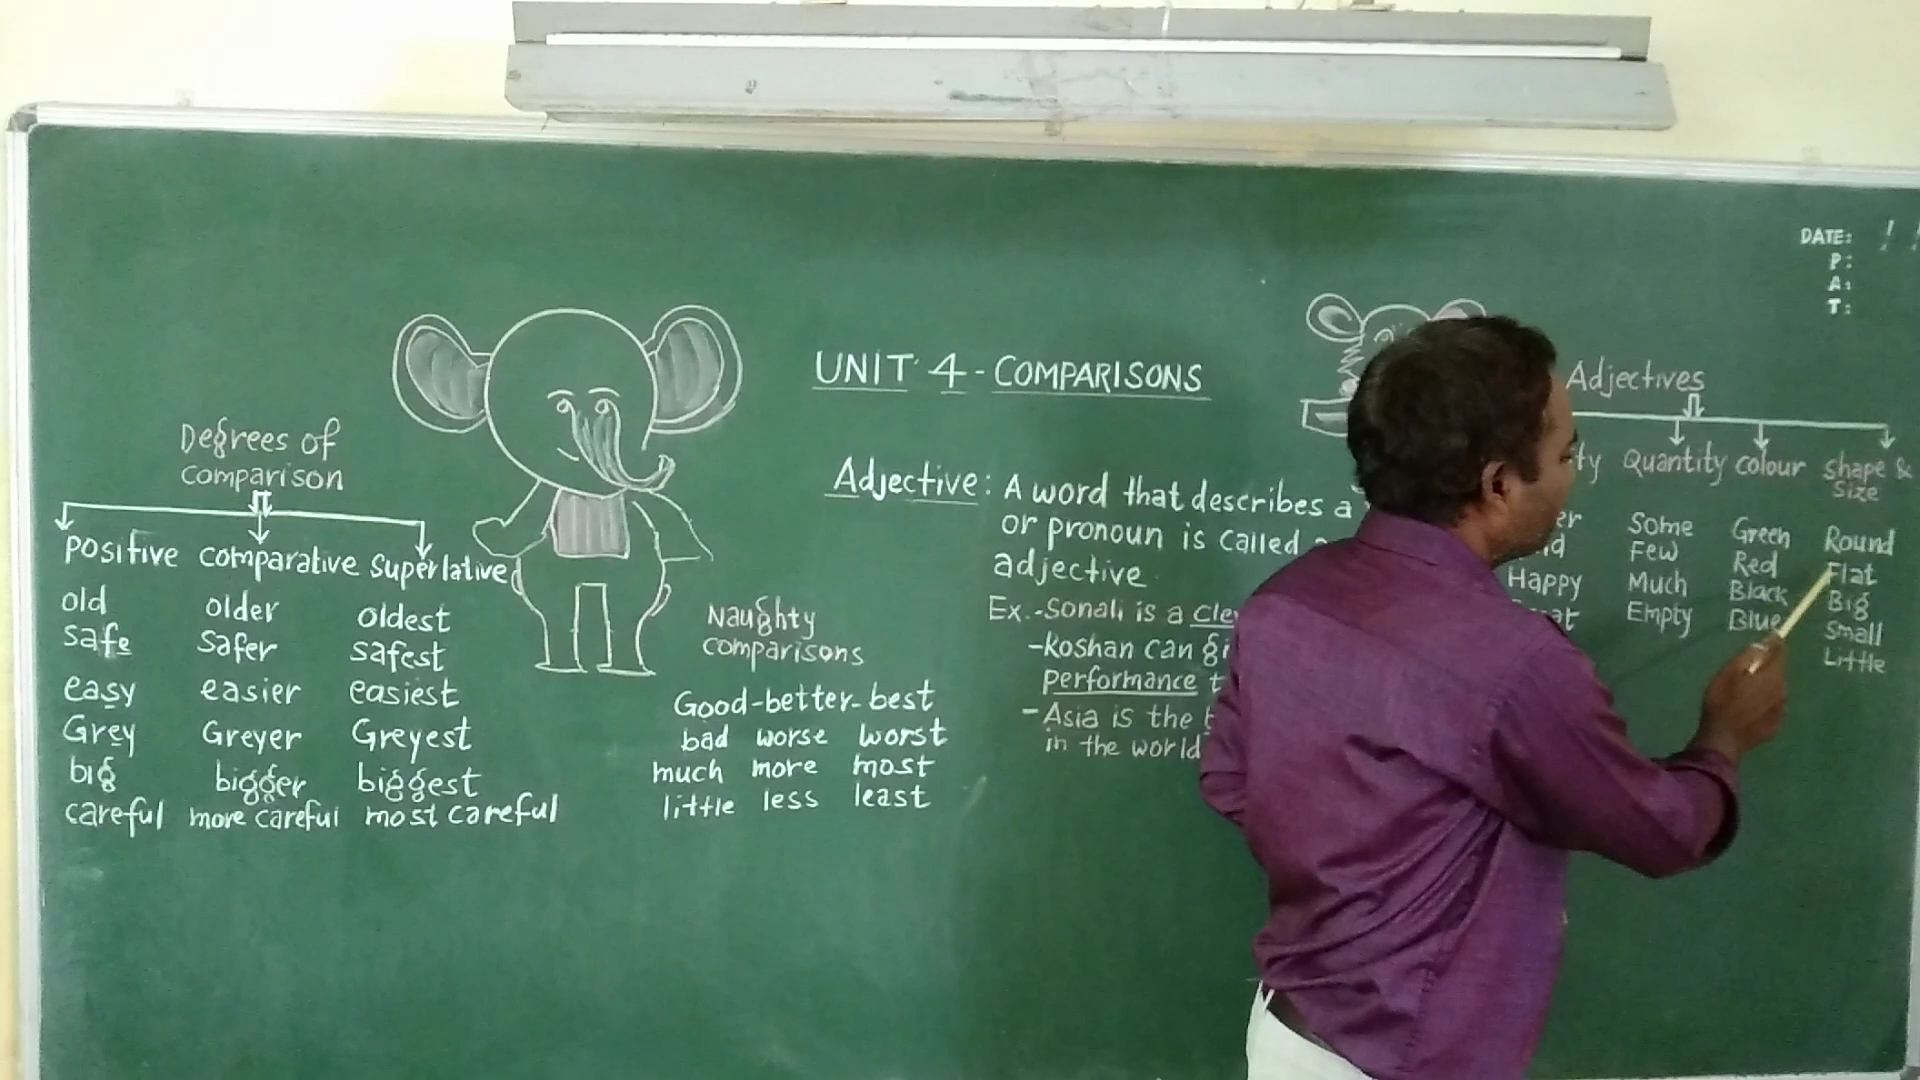 DATE:
P:
A:
T:
UNIT 4 - COMPARISONS
Degrees of
comparison
positive comparative superlative
old older oldest
safe safer safest
easy easier easiest
Grey Greyer Greyest
big bigger biggest
careful more careful most careful
Naughty
comparisons
Good-better-best
bad worse worst
much more most
little less least
Adjective: A word that describes a
or pronoun is called
adjective.
Ex.-Sonali is a
-Roshan can
performance
-Asia is the
in the world
Adjectives
Quantity colour shape &
size
Some Green Round
Few Red Flat
Happy Much Black Big
Empty Blue small
Little